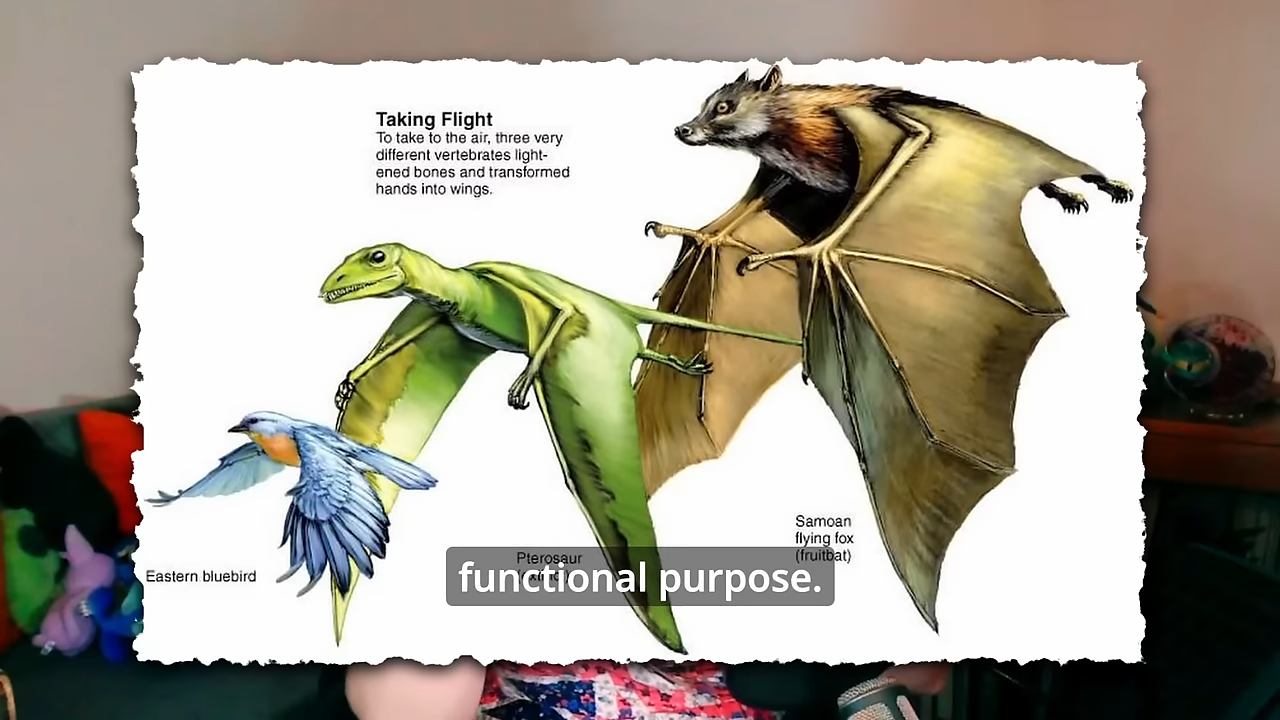 Taking Flight
To take to the air, three very
different vertebrates light-
ened bones and transformed
hands into wings.
Samoan
flying fox
(fruitbat)
Pterosaur
Eastern bluebird
functional purpose.